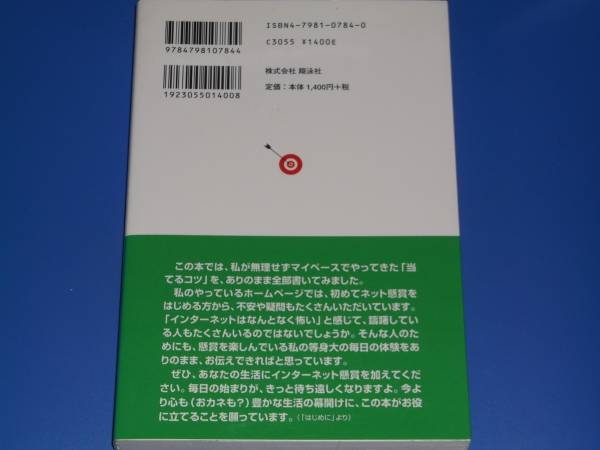 9784798107844
1923055014008
ISBN4-7981-0784-0
C3055 ¥1400E
株式会社 翔泳社
定価：本体 1,400円+税
この本では、私が無理せずマイペースでやってきた「当
てるコツ」を、ありのまま全部書いてみました。
私のやっているホームページでは、初めてネット懸賞を
はじめる方から、不安や疑問もたくさんいただいています。
「インターネットはなんとなく怖い」と感じて、躊躇してい
る人もたくさんいるのではないでしょうか。そんな人のた
めにも、懸賞を楽しんでいる私の等身大の毎日の体験をあ
りのまま、お伝えできればと思っています。
ぜひ、あなたの生活にインターネット懸賞を加えてくだ
さい。毎日の始まりが、きっと待ち遠しくなりますよ。今よ
り心も（おカネも？）豊かな生活の幕開けに、この本がお役
に立てることを願っています。（「はじめに」より）